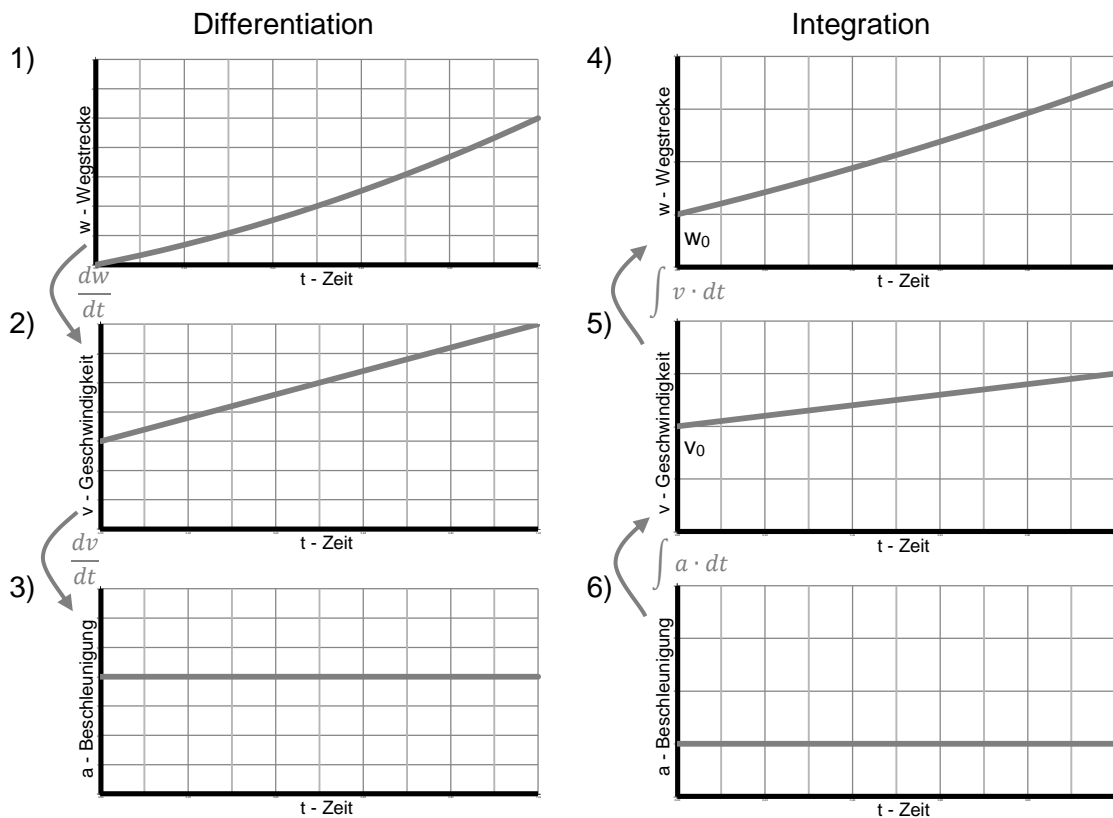 Differentiation
1)
w - Wegstrecke
t - Zeit
dw
dt
2)
v - Geschwindigkeit
t - Zeit
dv
dt
3)
a - Beschleunigung
t - Zeit
Integration
4)
w - Wegstrecke
w₀
t - Zeit
∫ v · dt
5)
v - Geschwindigkeit
v₀
t - Zeit
∫ a · dt
6)
a - Beschleunigung
t - Zeit